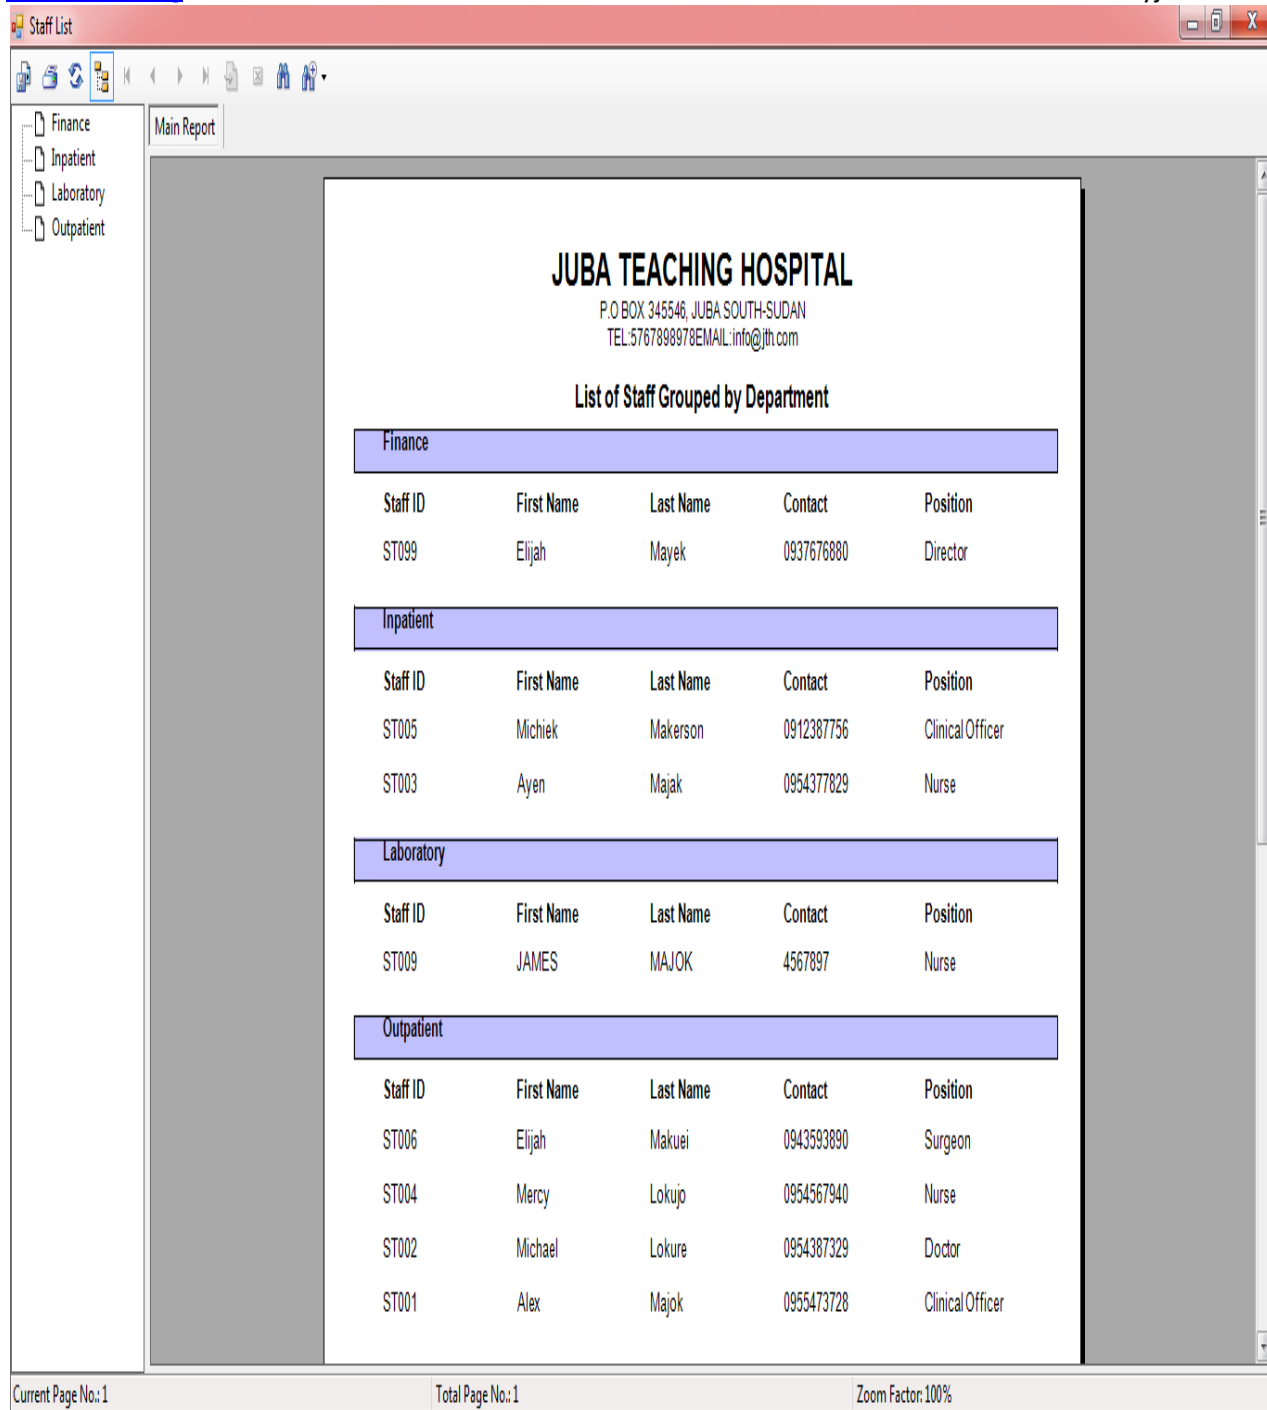 Staff List
Finance
Inpatient
Laboratory
Outpatient
Main Report
JUBA TEACHING HOSPITAL
P.O BOX 345546, JUBA SOUTH-SUDAN
TEL:5767898978EMAIL:info@jth.com
List of Staff Grouped by Department
Finance
Staff ID First Name Last Name Contact Position
ST099 Elijah Mayek 0937676880 Director
Inpatient
Staff ID First Name Last Name Contact Position
ST005 Michiek Makerson 0912387756 Clinical Officer
ST003 Ayen Majak 0954377829 Nurse
Laboratory
Staff ID First Name Last Name Contact Position
ST009 JAMES MAJOK 4567897 Nurse
Outpatient
Staff ID First Name Last Name Contact Position
ST006 Elijah Makuei 0943593890 Surgeon
ST004 Mercy Lokujo 0954567940 Nurse
ST002 Michael Lokure 0954387329 Doctor
ST001 Alex Majok 0955473728 Clinical Officer
Current Page No.: 1 Total Page No.: 1 Zoom Factor: 100%